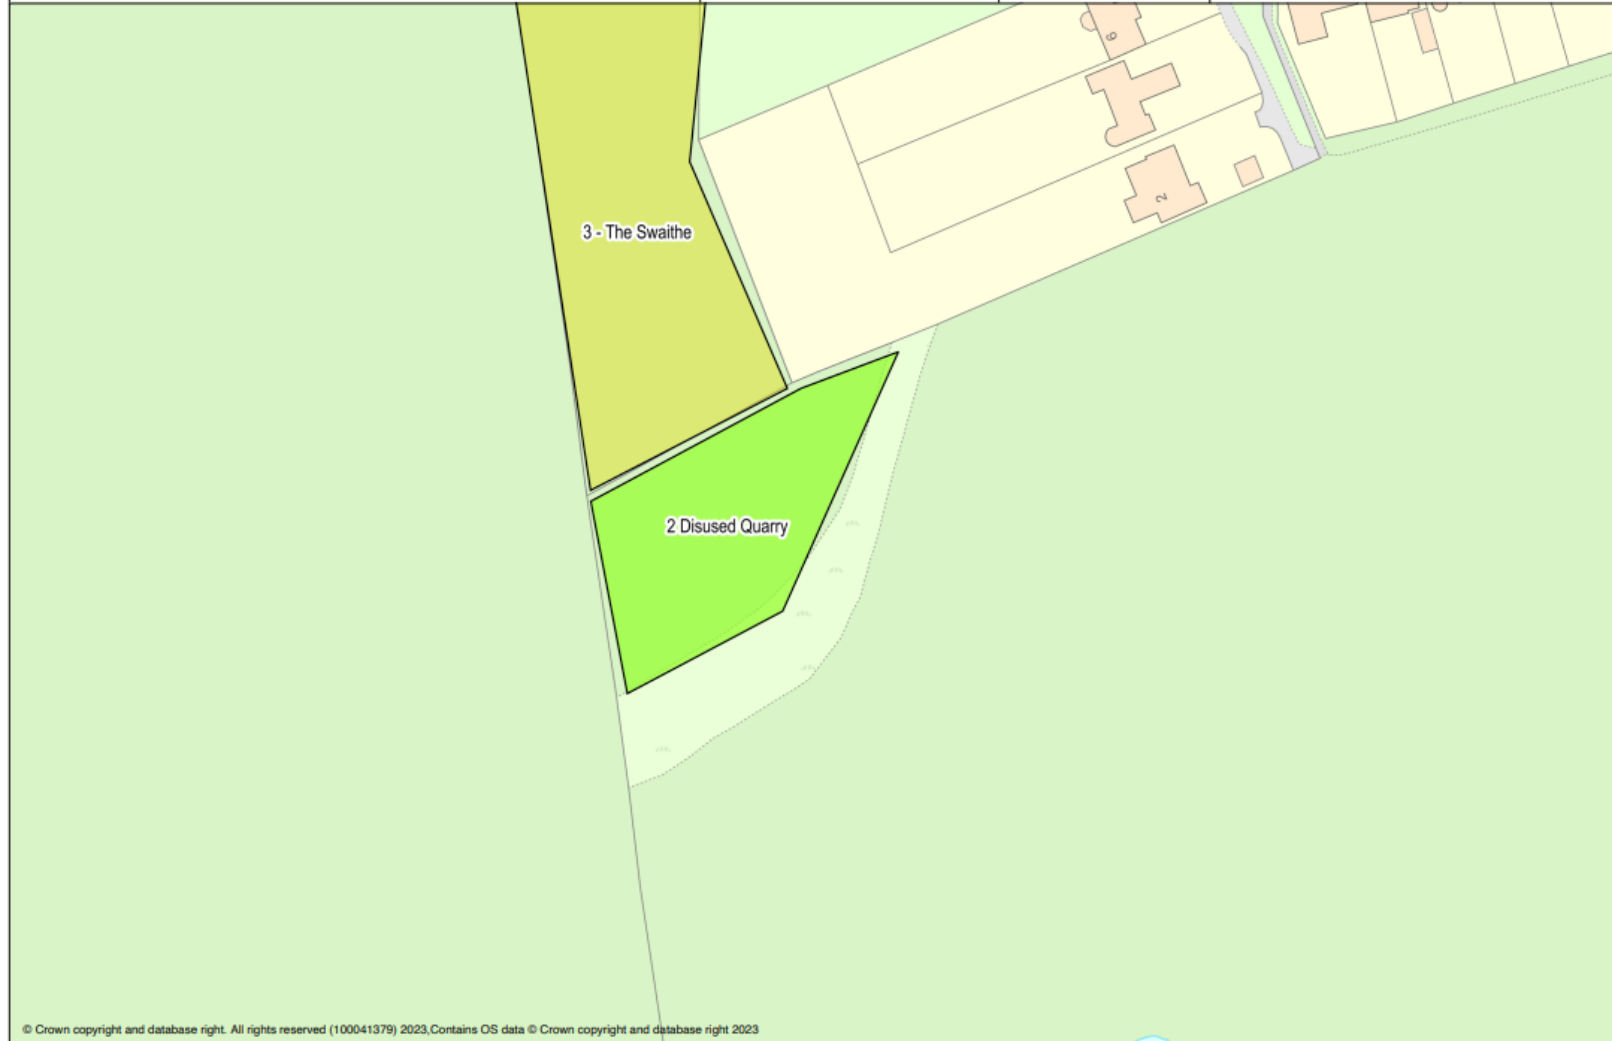 6
2
3 - The Swaithe
2 Disused Quarry
© Crown copyright and database right. All rights reserved (100041379) 2023,Contains OS data © Crown copyright and database right 2023